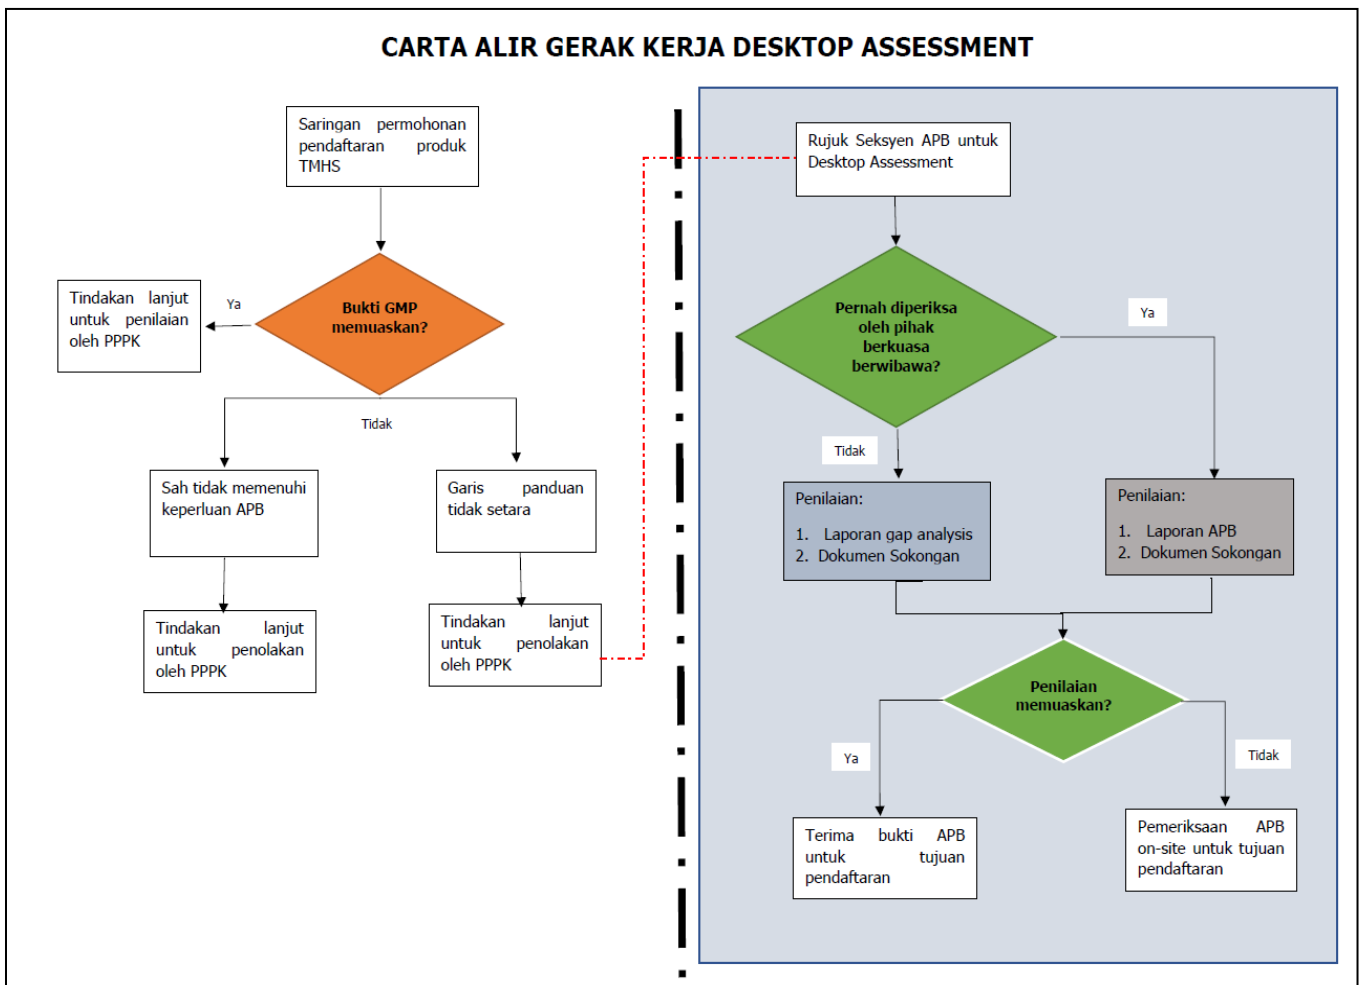 CARTA ALIR GERAK KERJA DESKTOP ASSESSMENT
Saringan permohonan
pendaftaran produk
TMHS
Bukti GMP
memuaskan?
Ya
Tindakan lanjut
untuk penilaian
oleh PPPK
Tidak
Sah tidak memenuhi
keperluan APB
Garis panduan
tidak setara
Tindakan lanjut
untuk penolakan
oleh PPPK
Tindakan lanjut
untuk penolakan
oleh PPPK
Rujuk Seksyen APB untuk
Desktop Assessment
Pernah diperiksa
oleh pihak
berkuasa
berwibawa?
Ya
Tidak
Penilaian:
1. Laporan gap analysis
2. Dokumen Sokongan
Penilaian:
1. Laporan APB
2. Dokumen Sokongan
Penilaian
memuaskan?
Ya
Tidak
Terima bukti APB
untuk tujuan
pendaftaran
Pemeriksaan APB
on-site untuk tujuan
pendaftaran